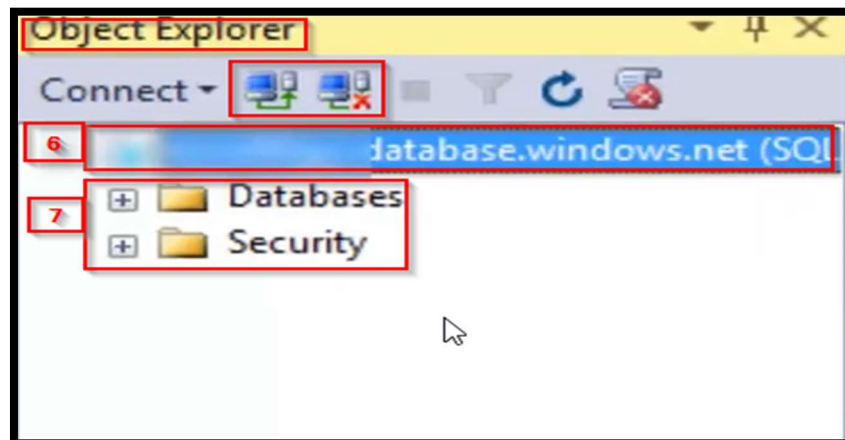 Object Explorer
Connect
6 database.windows.net (SQL
7 Databases
Security